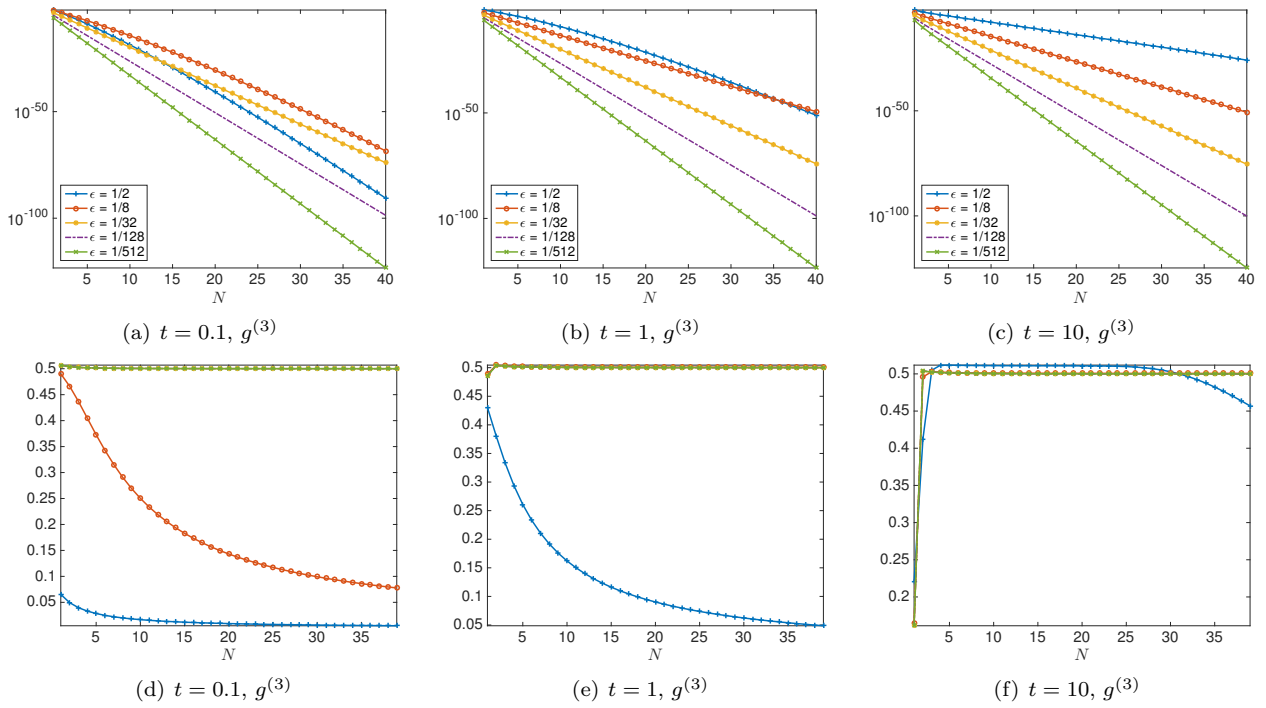 10^{-50}
10^{-100}
ϵ = 1/2
ϵ = 1/8
ϵ = 1/32
ϵ = 1/128
ϵ = 1/512
5 10 15 20 25 30 35 40
N
(a) t = 0.1, g^{(3)}
10^{-50}
10^{-100}
ϵ = 1/2
ϵ = 1/8
ϵ = 1/32
ϵ = 1/128
ϵ = 1/512
5 10 15 20 25 30 35 40
N
(b) t = 1, g^{(3)}
10^{-50}
10^{-100}
ϵ = 1/2
ϵ = 1/8
ϵ = 1/32
ϵ = 1/128
ϵ = 1/512
5 10 15 20 25 30 35 40
N
(c) t = 10, g^{(3)}
0.5
0.45
0.4
0.35
0.3
0.25
0.2
0.15
0.1
0.05
5 10 15 20 25 30 35
N
(d) t = 0.1, g^{(3)}
0.5
0.45
0.4
0.35
0.3
0.25
0.2
0.15
0.1
0.05
5 10 15 20 25 30 35
N
(e) t = 1, g^{(3)}
0.5
0.45
0.4
0.35
0.3
0.25
0.2
5 10 15 20 25 30 35
N
(f) t = 10, g^{(3)}